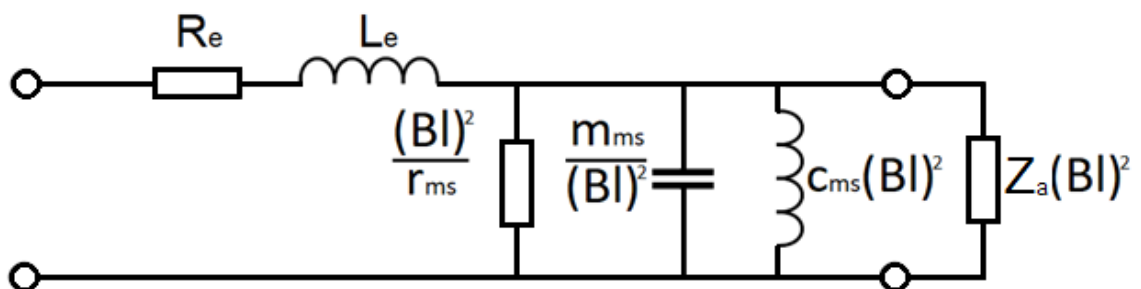 Re
Le
(Bl)²
rms
mms
(Bl)²
cms(Bl)²
Za(Bl)²